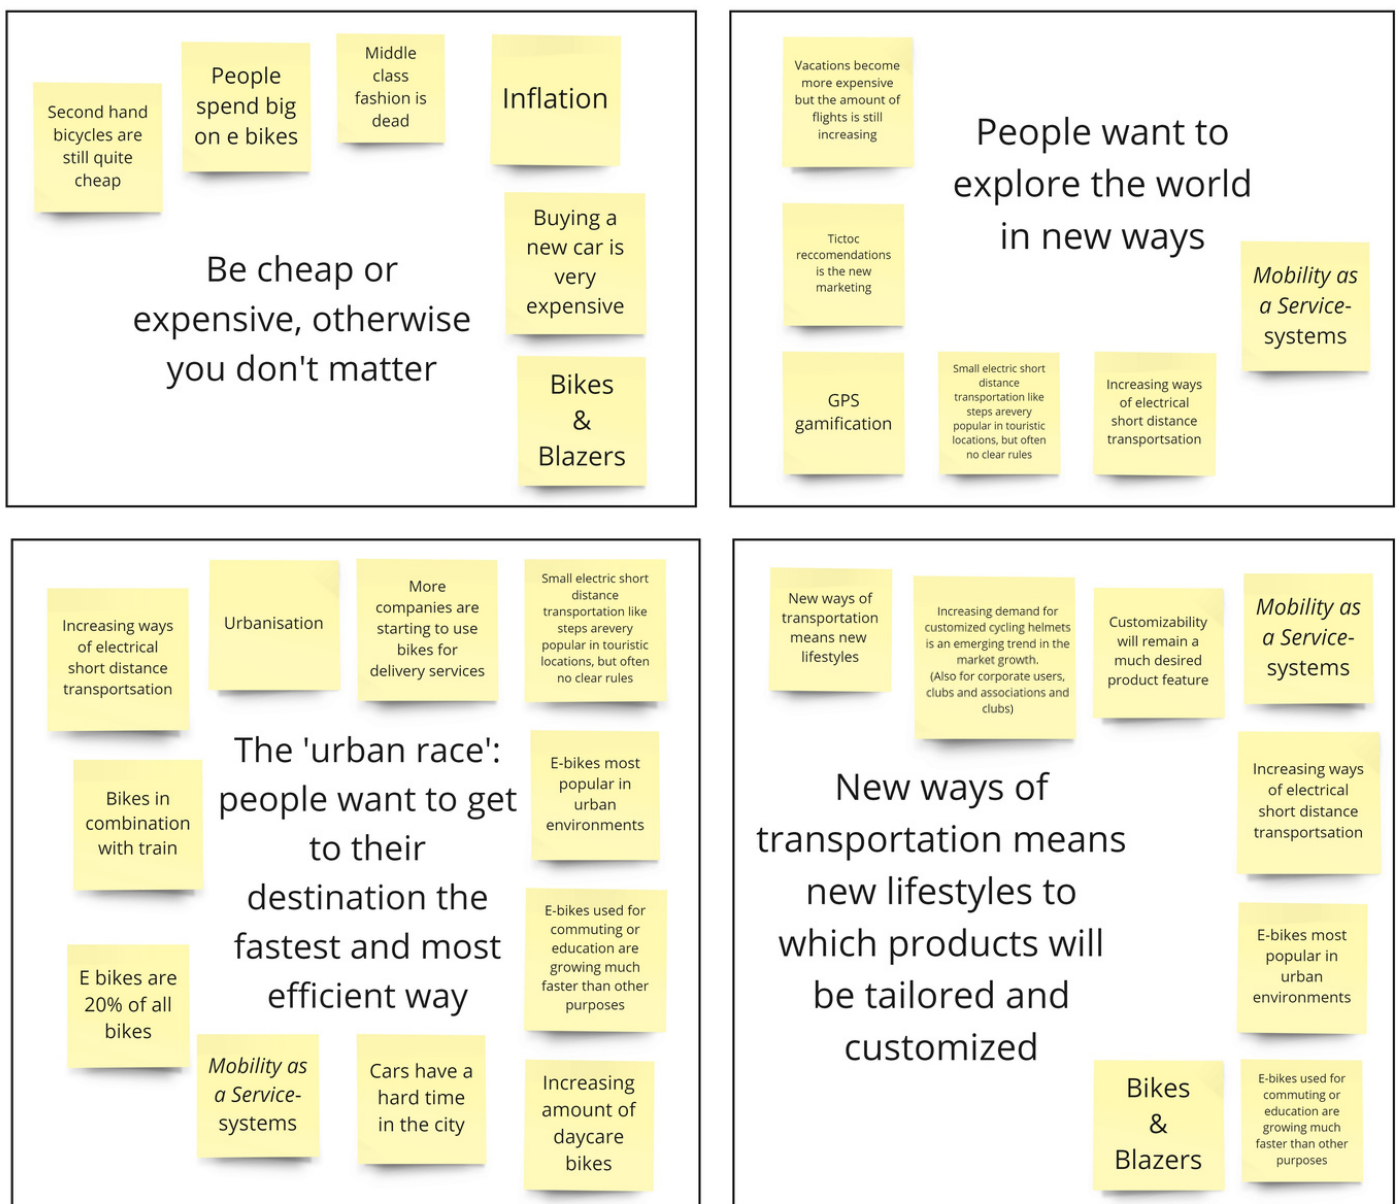 Second hand
bicycles are
still quite
cheap
People
spend big
on e bikes
Middle
class
fashion is
dead
Inflation
Buying a
new car is
very
expensive
Bikes
&
Blazers
Be cheap or
expensive, otherwise
you don't matter
Vacations become
more expensive
but the amount of
flights is still
increasing
People want to
explore the world
in new ways
Tictoc
reccomendations
is the new
marketing
Mobility as
a Service-
systems
GPS
gamification
Small electric short
distance
transportation like
steps arevery
popular in touristic
locations, but often
no clear rules
Increasing ways
of electrical
short distance
transportsation
Increasing ways
of electrical
short distance
transportsation
Urbanisation
More
companies are
starting to use
bikes for
delivery services
Small electric short
distance
transportation like
steps arevery
popular in touristic
locations, but often
no clear rules
The 'urban race':
people want to get
to their
destination the
fastest and most
efficient way
Bikes in
combination
with train
E-bikes most
popular in
urban
environments
E-bikes used for
commuting or
education are
growing much
faster than other
purposes
E bikes are
20% of all
bikes
Mobility as
a Service-
systems
Cars have a
hard time
in the city
Increasing
amount of
daycare
bikes
New ways of
transportation
means new
lifestyles
Increasing demand for
customized cycling helmets
is an emerging trend in the
market growth.
(Also for corporate users,
clubs and associations and
clubs)
Customizability
will remain a
much desired
product feature
Mobility as
a Service-
systems
New ways of
transportation means
new lifestyles to
which products will
be tailored and
customized
Increasing ways
of electrical
short distance
transportsation
E-bikes most
popular in
urban
environments
Bikes
&
Blazers
E-bikes used for
commuting or
education are
growing much
faster than other
purposes